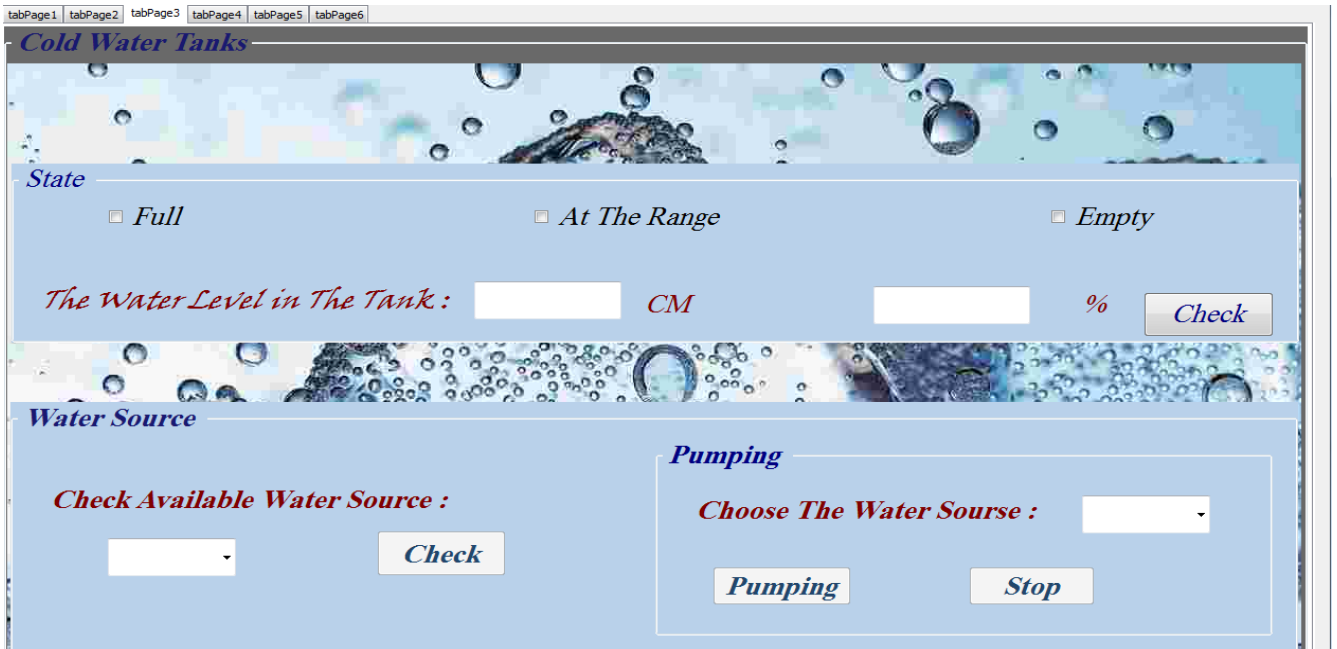 tabPage1 tabPage2 tabPage3 tabPage4 tabPage5 tabPage6
Cold Water Tanks
State
Full At The Range Empty
The Water Level in The Tank : CM % Check
Water Source
Pumping
Check Available Water Source :
Choose The Water Sourse :
Check
Pumping Stop